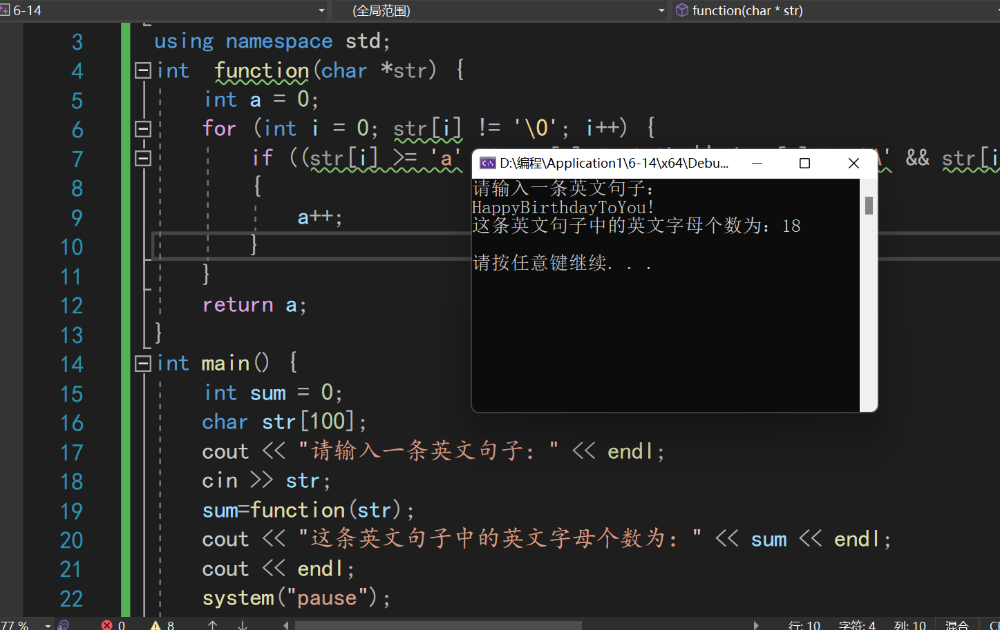 6-14 (全局范围) function(char * str)
3 using namespace std;
4 int function(char *str) {
5 int a = 0;
6 for (int i = 0; str[i] != '\0'; i++) {
7 if ((str[i] >= 'a' ' && str[i
8 {
9 a++;
10 }
11 }
12 return a;
13 }
14 int main() {
15 int sum = 0;
16 char str[100];
17 cout << "请输入一条英文句子：" << endl;
18 cin >> str;
19 sum=function(str);
20 cout << "这条英文句子中的英文字母个数为：" << sum << endl;
21 cout << endl;
22 system("pause");
D:\编程\Application1\6-14\x64\Debu...
请输入一条英文句子：
HappyBirthdayToYou!
这条英文句子中的英文字母个数为：18
请按任意键继续. . .
77 % 0 8 行: 10 字符: 4 列: 10 混合